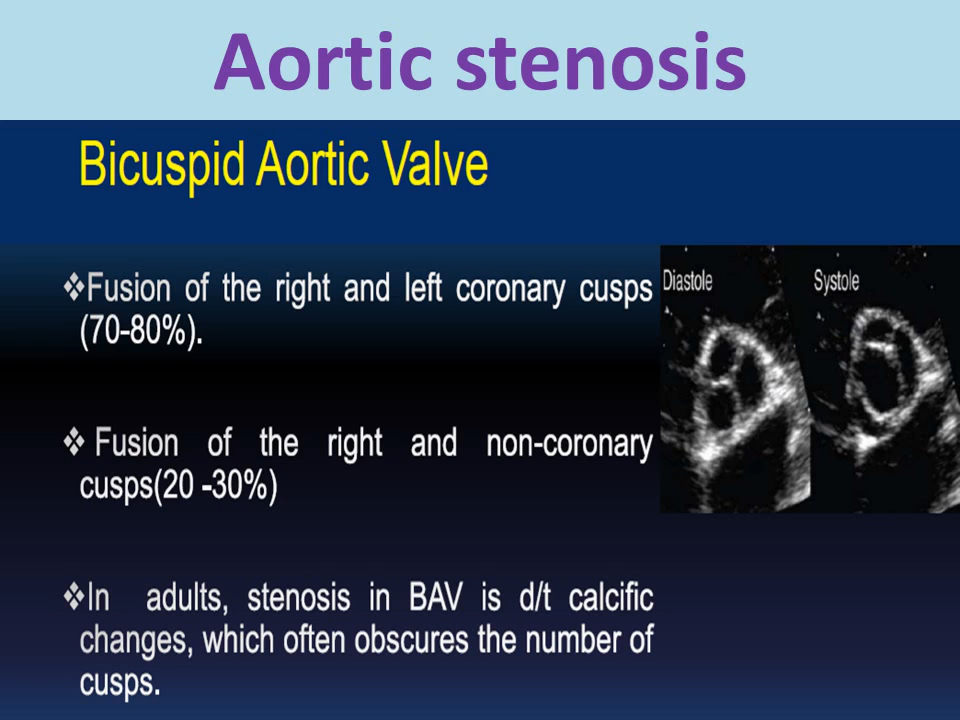 Aortic stenosis
Bicuspid Aortic Valve
❖Fusion of the right and left coronary cusps
(70-80%).
Diastole
Systole
❖ Fusion of the right and non-coronary
cusps(20 -30%)
❖In adults, stenosis in BAV is d/t calcific
changes, which often obscures the number of
cusps.